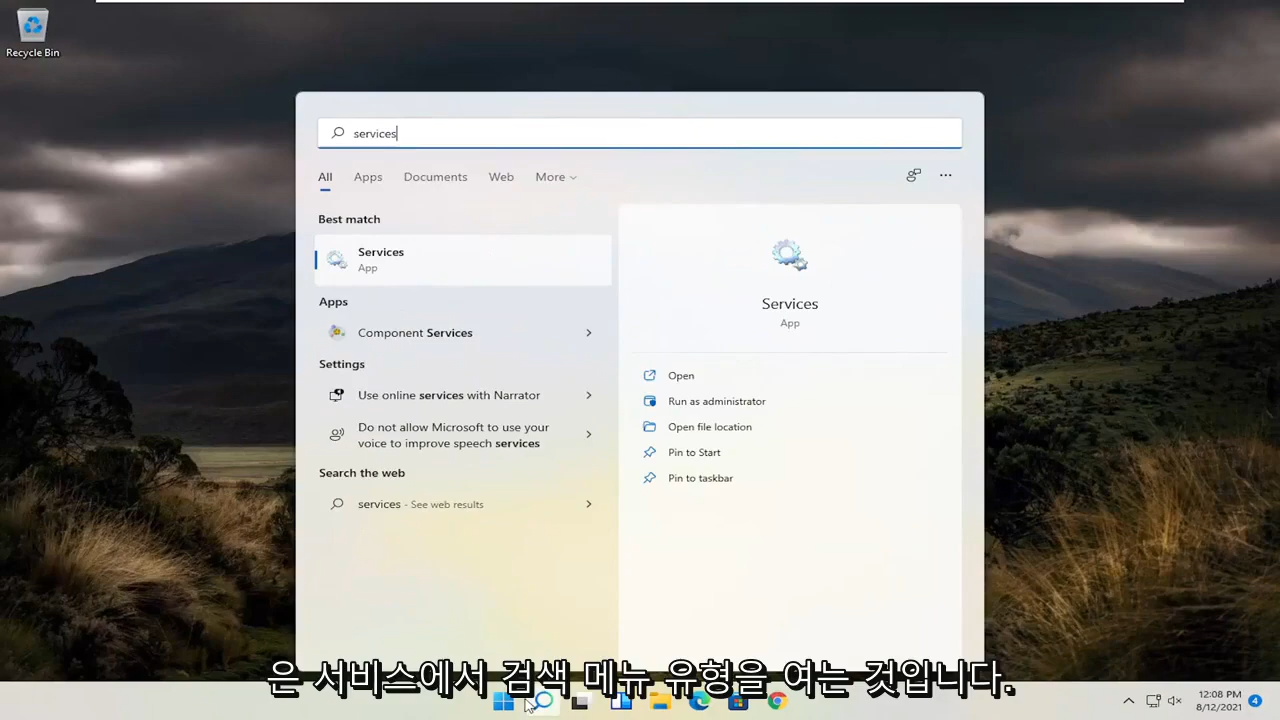 Recycle Bin
services
All Apps Documents Web More
Best match
Services
App
Apps
Component Services
Settings
Use online services with Narrator
Do not allow Microsoft to use your
voice to improve speech services
Search the web
services - See web results
Services
App
Open
Run as administrator
Open file location
Pin to Start
Pin to taskbar
은 서비스에서 검색 메뉴 유형을 여는 것입니다.
12:08 PM
8/12/2021
4